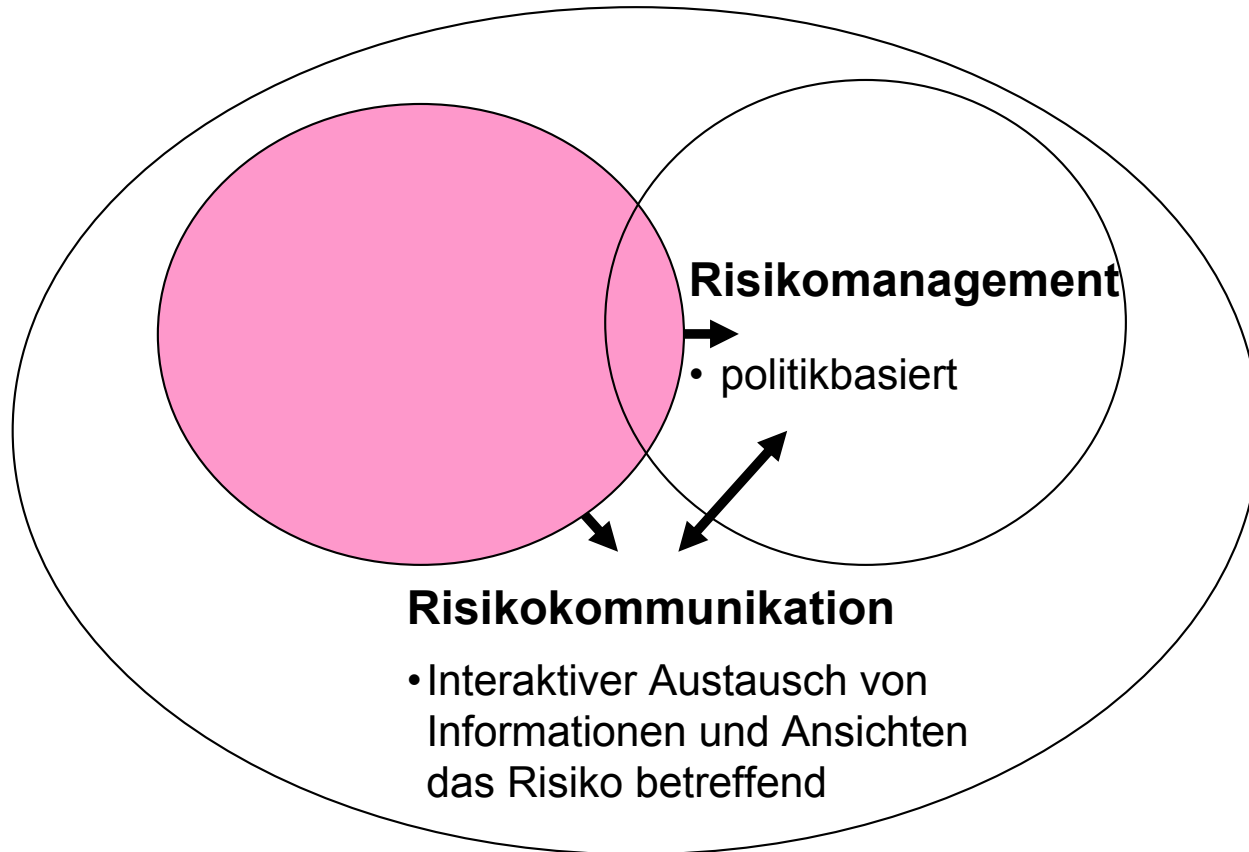 Risikomanagement
• politikbasiert
Risikokommunikation
• Interaktiver Austausch von
Informationen und Ansichten
das Risiko betreffend